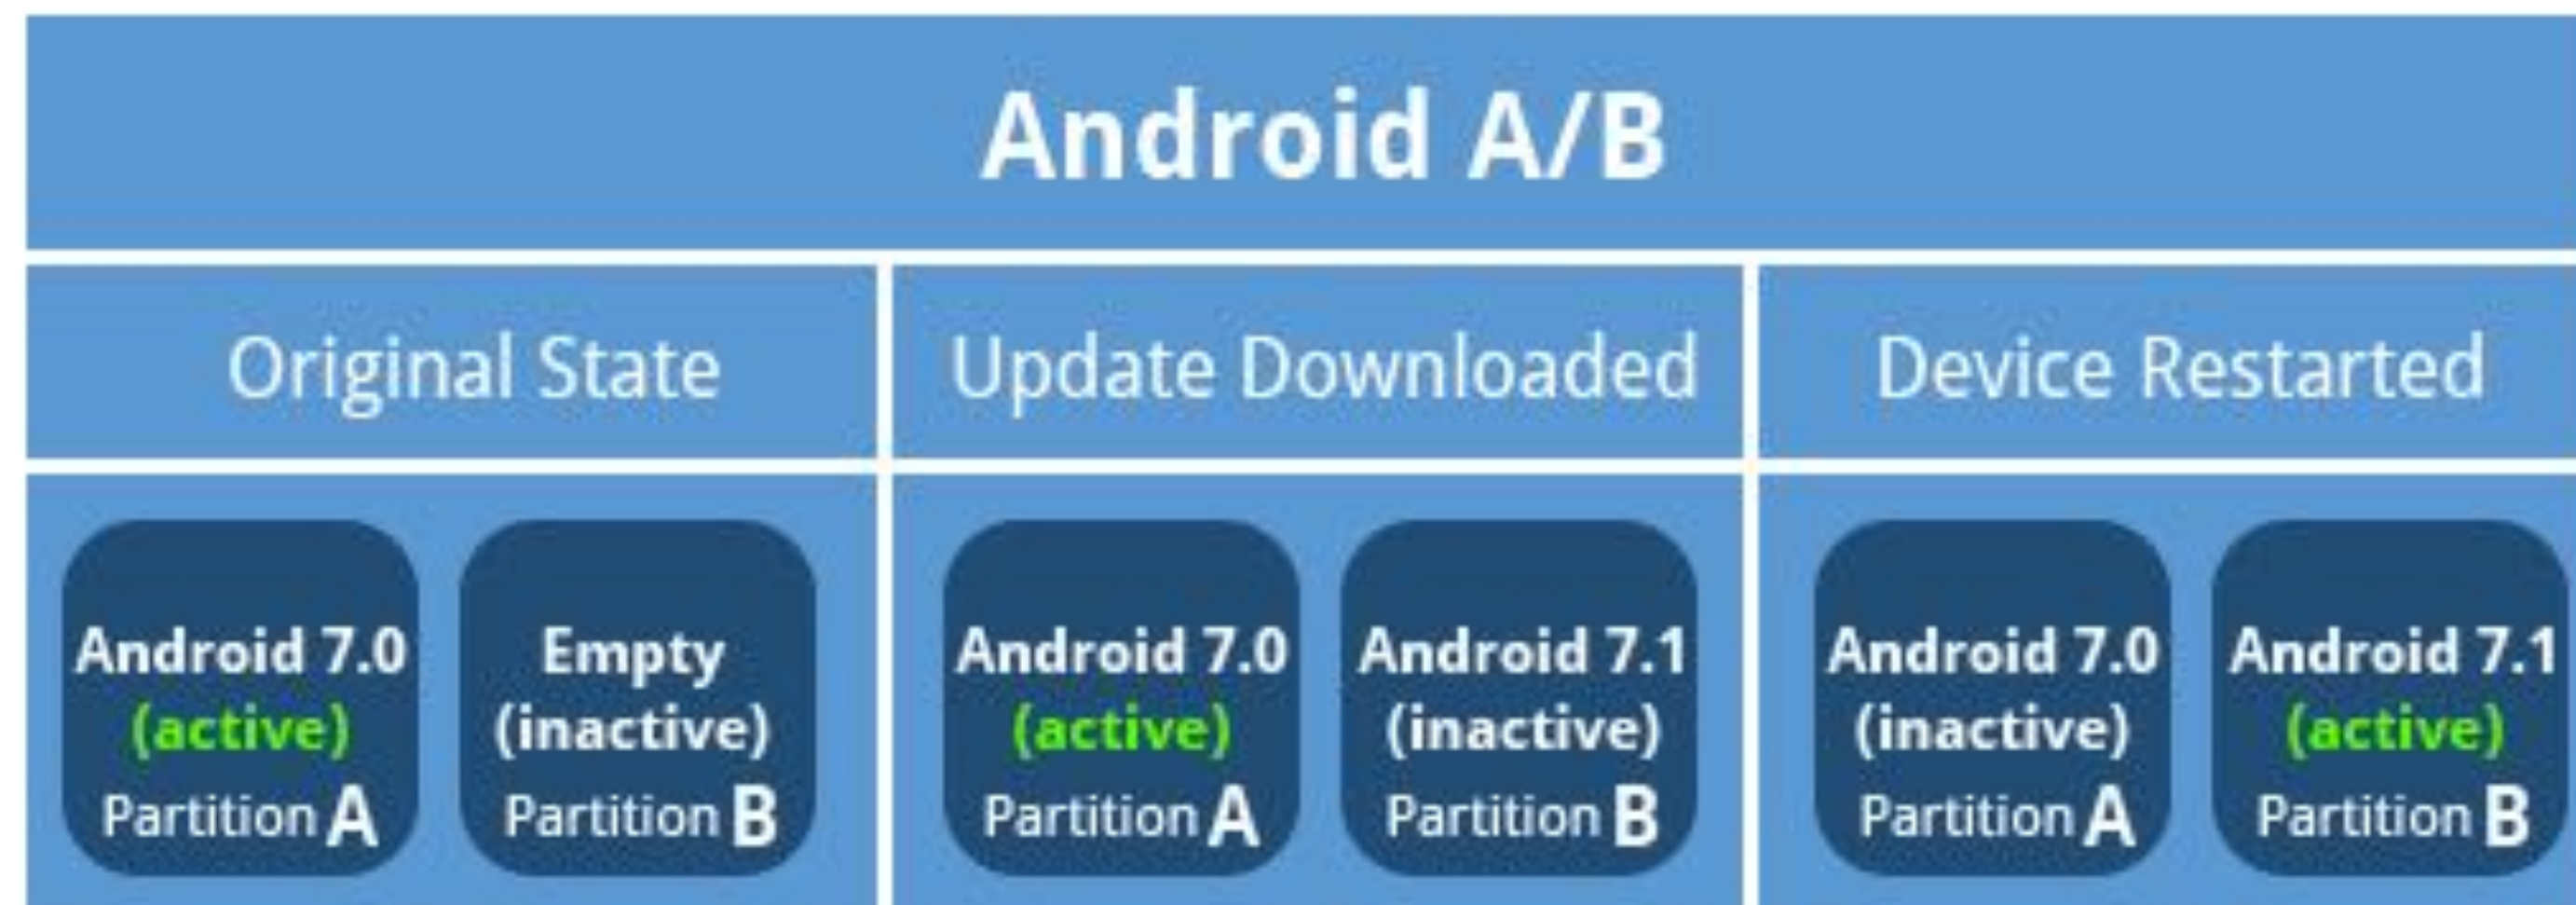 Android A/B
Original State
Update Downloaded
Device Restarted
Android 7.0
(active)
Partition A
Empty
(inactive)
Partition B
Android 7.0
(active)
Partition A
Android 7.1
(inactive)
Partition B
Android 7.0
(inactive)
Partition A
Android 7.1
(active)
Partition B